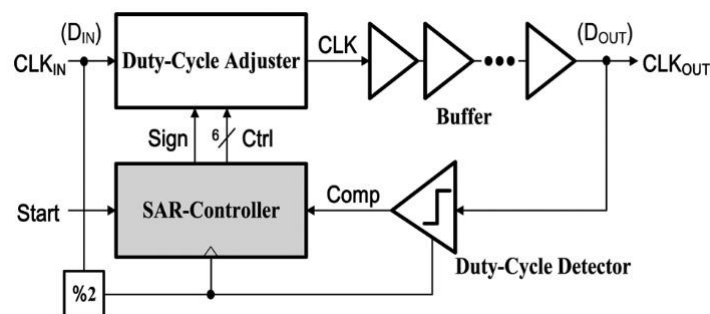 (D_IN)
CLK_IN
Duty-Cycle Adjuster
CLK
(D_OUT)
CLK_OUT
Buffer
Sign
6
Ctrl
Start
SAR-Controller
Comp
Duty-Cycle Detector
%2